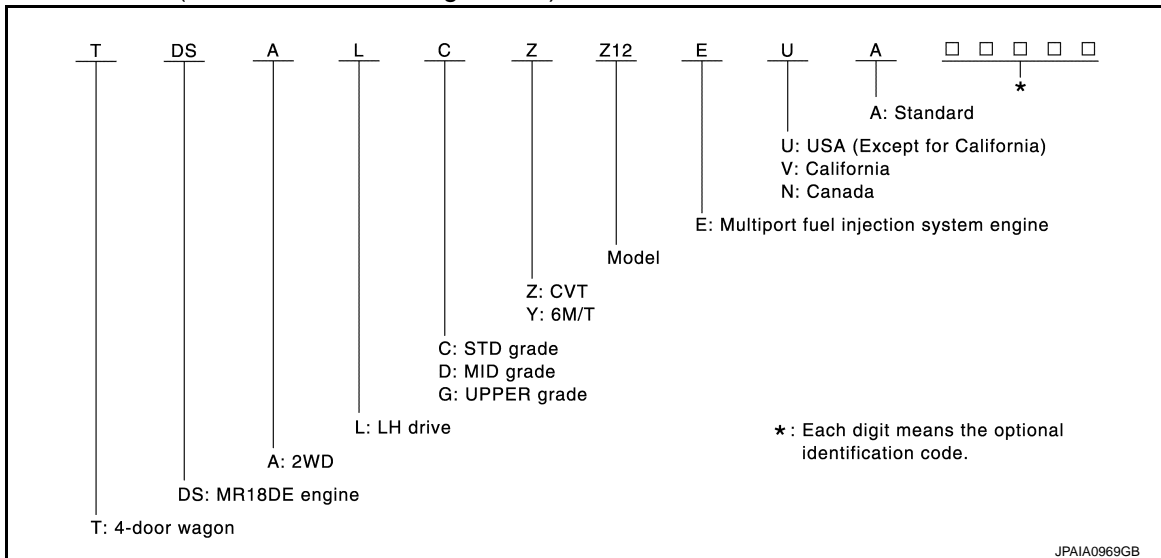 T DS A L C Z Z12 E U A □ □ □ □ □
*
A: Standard
U: USA (Except for California)
V: California
N: Canada
E: Multiport fuel injection system engine
Model
Z: CVT
Y: 6M/T
C: STD grade
D: MID grade
G: UPPER grade
L: LH drive
* : Each digit means the optional
identification code.
A: 2WD
DS: MR18DE engine
T: 4-door wagon
JPAIA0969GB